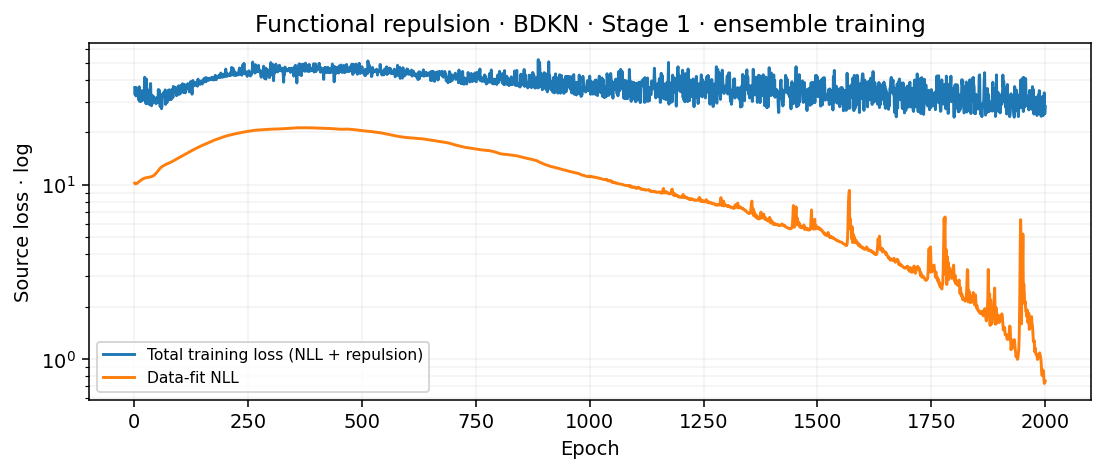 Functional repulsion · BDKN · Stage 1 · ensemble training
Source loss · log
10¹
10⁰
Total training loss (NLL + repulsion)
Data-fit NLL
0 250 500 750 1000 1250 1500 1750 2000
Epoch